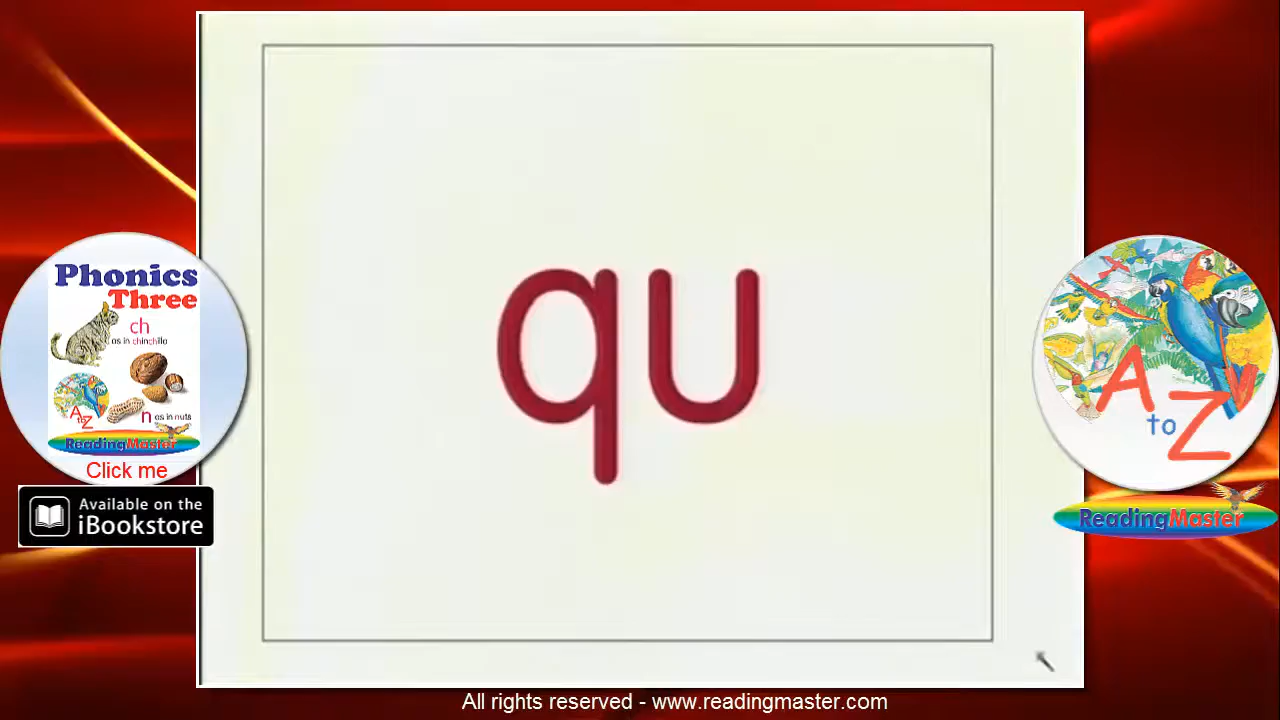 qu
Phonics
Three
ch
as in chinchilla
A
to
Z
n as in nuts
ReadingMaster
Click me
Available on the
iBookstore
A
to
Z
ReadingMaster
All rights reserved - www.readingmaster.com